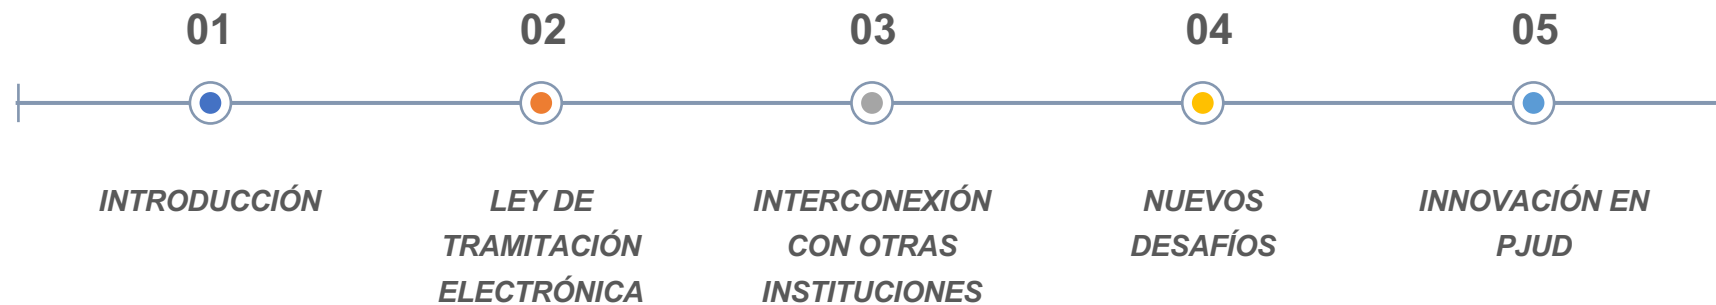 01
02
03
04
05
INTRODUCCIÓN
LEY DE
TRAMITACIÓN
ELECTRÓNICA
INTERCONEXIÓN
CON OTRAS
INSTITUCIONES
NUEVOS
DESAFÍOS
INNOVACIÓN EN
PJUD